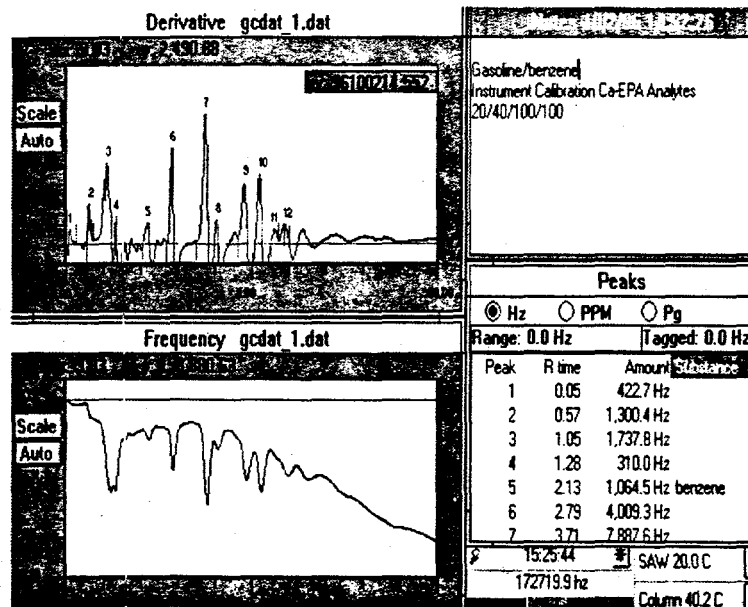 Derivative gcdat_1.dat
Scale
Auto
1
2
3
4
5
6
7
8
9
10
11
12
Gasoline/benzene
Instrument Calibration Ca-EPA Analytes
20/40/100/100
Frequency gcdat_1.dat
Scale
Auto
Peaks
Hz PPM Pg
Range: 0.0 Hz Tagged: 0.0 Hz
Peak R time Amount Substance
1 0.05 422.7 Hz
2 0.57 1,300.4 Hz
3 1.05 1,737.8 Hz
4 1.28 310.0 Hz
5 2.13 1,064.5 Hz benzene
6 2.79 4,009.3 Hz
7 3.71 7,887.6 Hz
15:25:44 SAW 20.0 C
172719.9 hz
Column 40.2 C